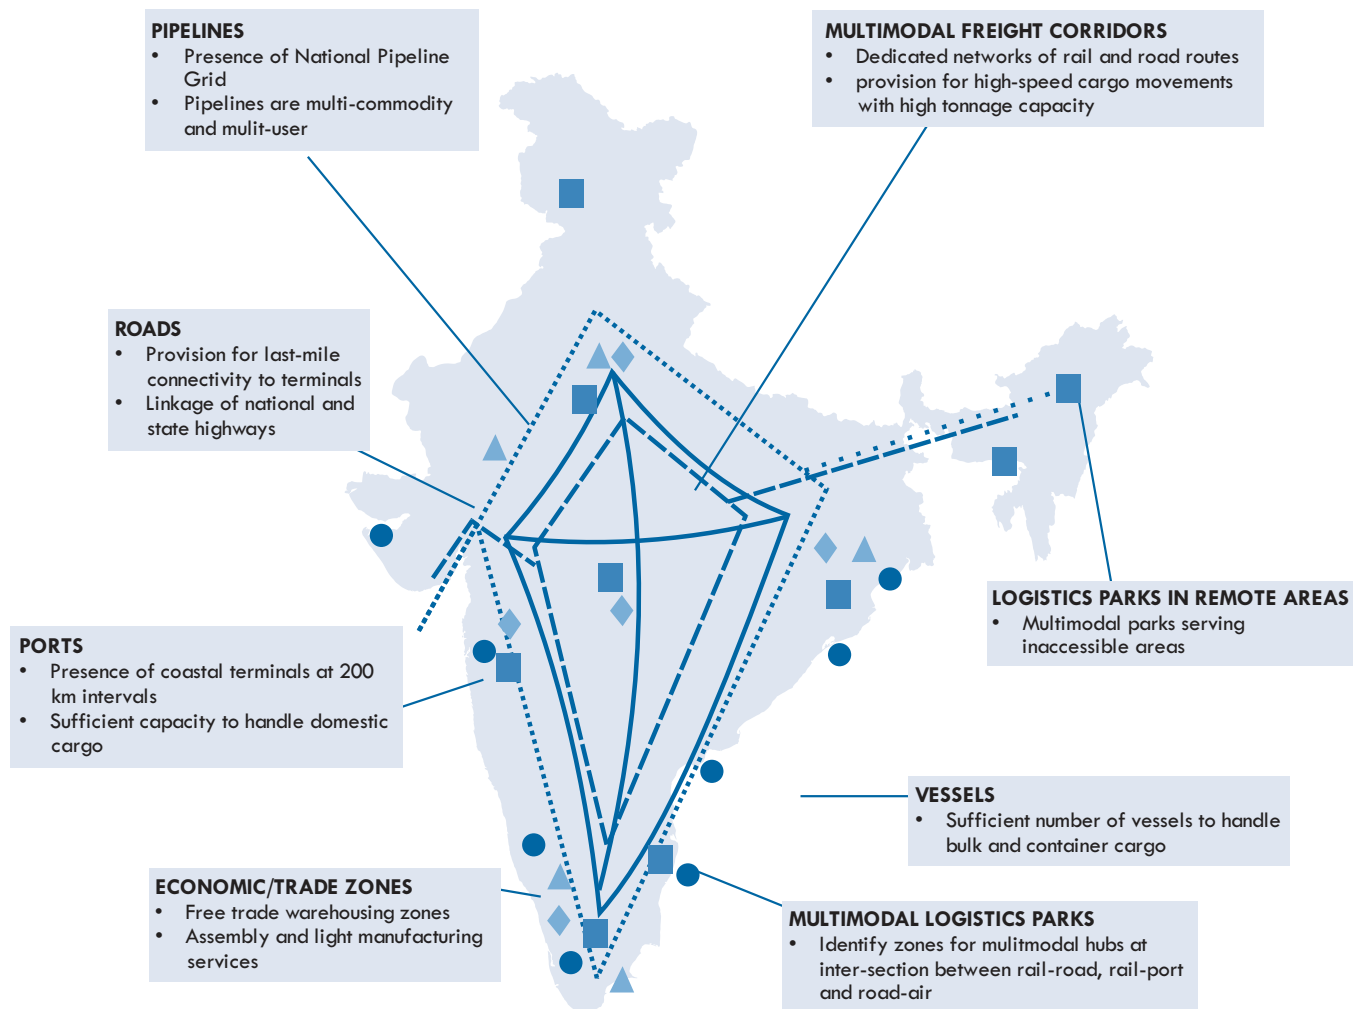 PIPELINES
• Presence of National Pipeline
Grid
• Pipelines are multi-commodity
and mulit-user
MULTIMODAL FREIGHT CORRIDORS
• Dedicated networks of rail and road routes
• provision for high-speed cargo movements
with high tonnage capacity
ROADS
• Provision for last-mile
connectivity to terminals
• Linkage of national and
state highways
LOGISTICS PARKS IN REMOTE AREAS
• Multimodal parks serving
inaccessible areas
PORTS
• Presence of coastal terminals at 200
km intervals
• Sufficient capacity to handle domestic
cargo
VESSELS
• Sufficient number of vessels to handle
bulk and container cargo
ECONOMIC/TRADE ZONES
• Free trade warehousing zones
• Assembly and light manufacturing
services
MULTIMODAL LOGISTICS PARKS
• Identify zones for mulitmodal hubs at
inter-section between rail-road, rail-port
and road-air